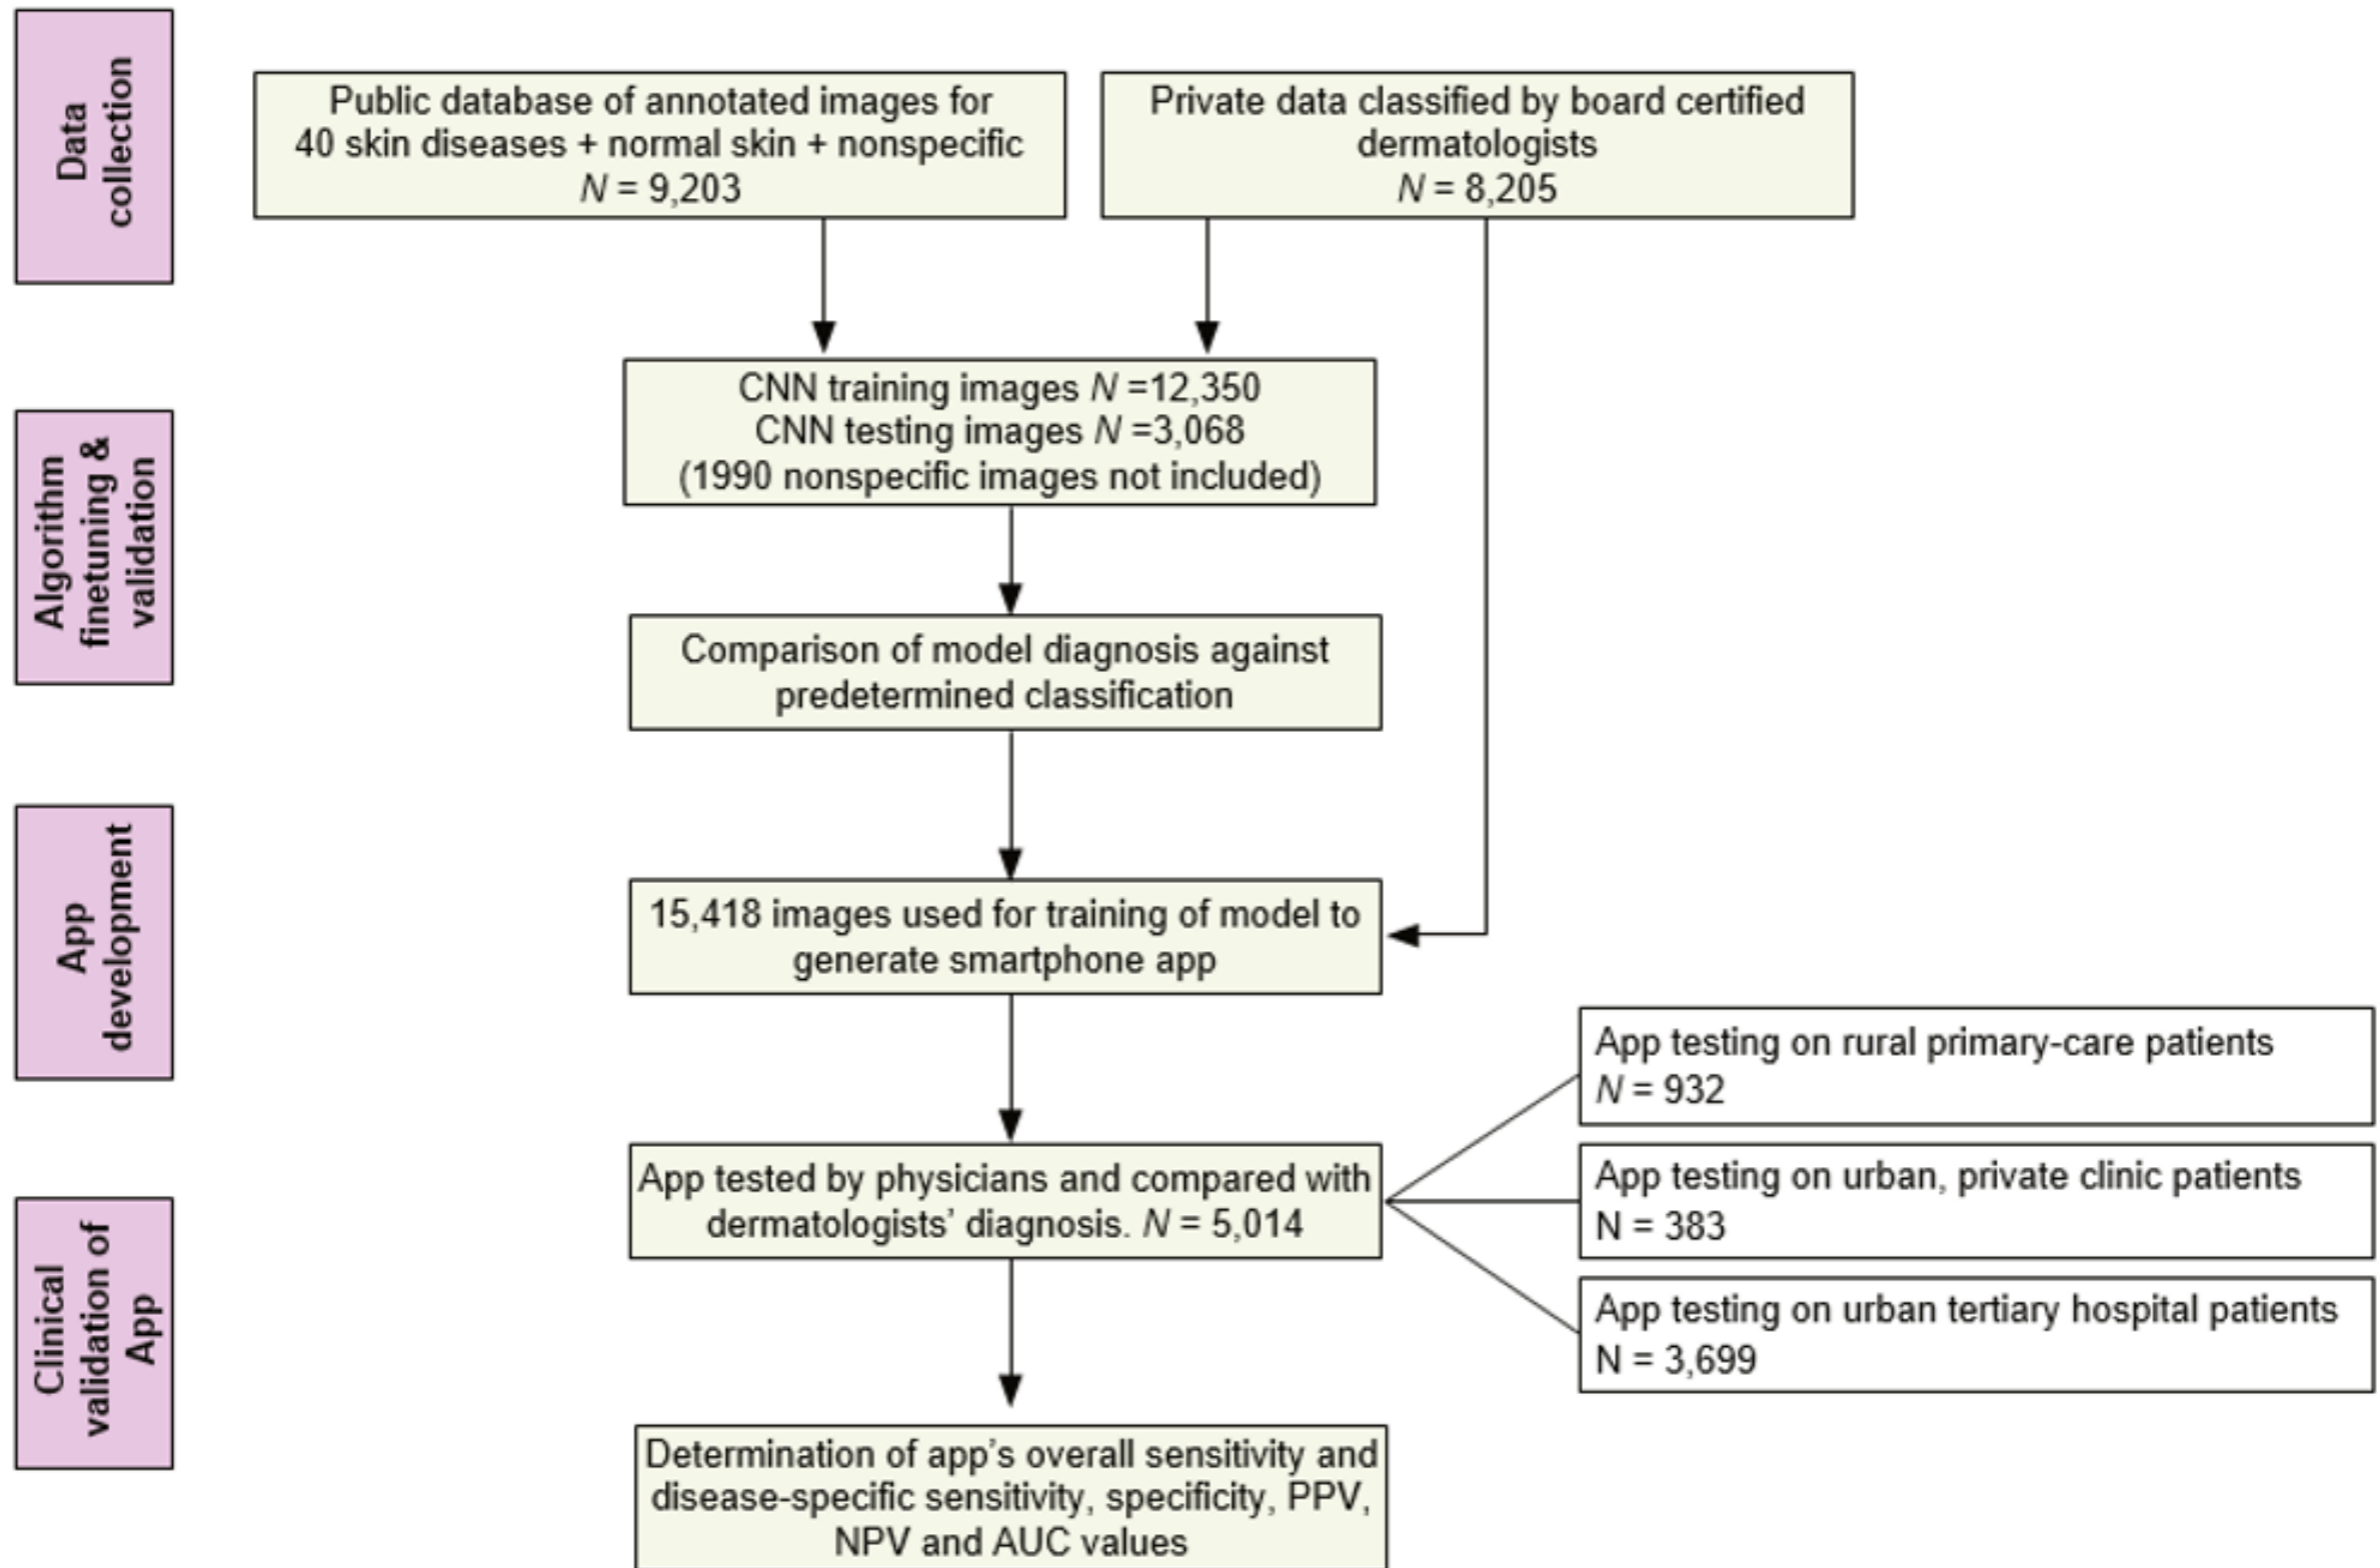 Data
collection
Public database of annotated images for
40 skin diseases + normal skin + nonspecific
N = 9,203
Private data classified by board certified
dermatologists
N = 8,205
Algorithm
finetuning &
validation
CNN training images N =12,350
CNN testing images N =3,068
(1990 nonspecific images not included)
Comparison of model diagnosis against
predetermined classification
App
development
15,418 images used for training of model to
generate smartphone app
Clinical
validation of
App
App tested by physicians and compared with
dermatologists’ diagnosis. N = 5,014
App testing on rural primary-care patients
N = 932
App testing on urban, private clinic patients
N = 383
App testing on urban tertiary hospital patients
N = 3,699
Determination of app’s overall sensitivity and
disease-specific sensitivity, specificity, PPV,
NPV and AUC values